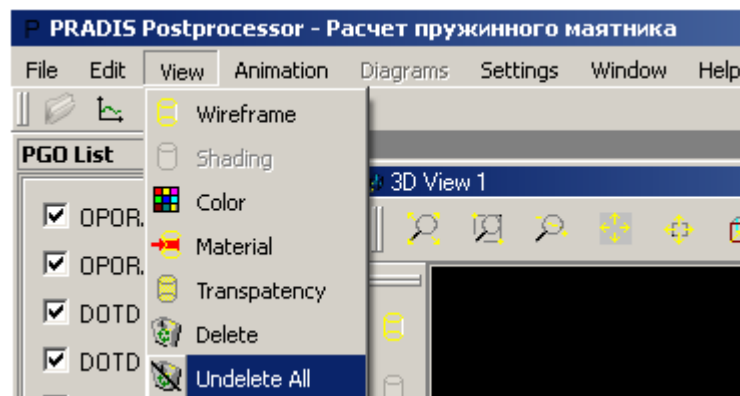 P PRADIS Postprocessor - Расчет пружинного маятника
File Edit View Animation Diagrams Settings Window Help
Wireframe
PGO List
Shading
3D View 1
Color
OPOR.
Material
OPOR.
Transpatency
DOTD
Delete
DOTD
Undelete All